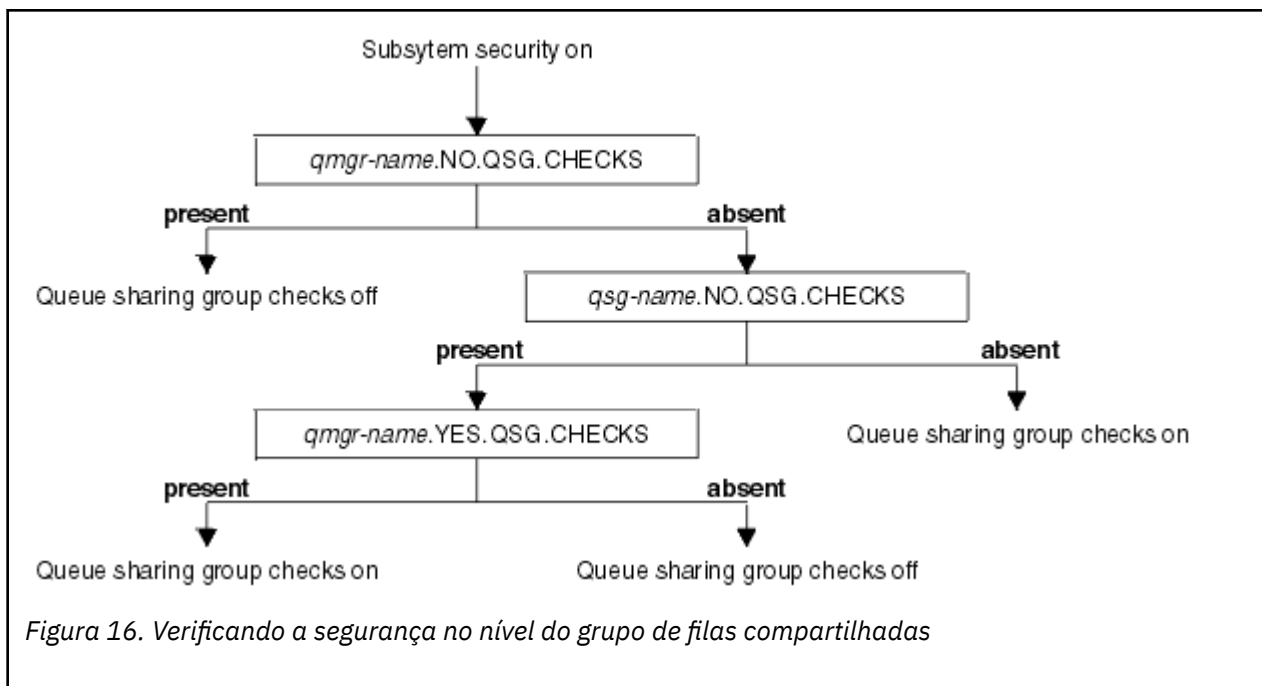 Subsytem security on
qmgr-name.NO.QSG.CHECKS
present absent
Queue sharing group checks off
qsg-name.NO.QSG.CHECKS
present absent
qmgr-name.YES.QSG.CHECKS
Queue sharing group checks on
present absent
Queue sharing group checks on
Queue sharing group checks off
Figura 16. Verificando a segurança no nível do grupo de filas compartilhadas